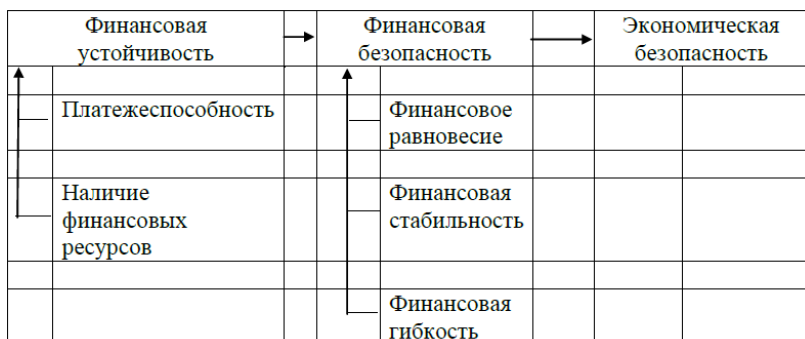 Финансовая
устойчивость
Финансовая
безопасность
Экономическая
безопасность
Платежеспособность
Финансовое
равновесие
Наличие
финансовых
ресурсов
Финансовая
стабильность
Финансовая
гибкость